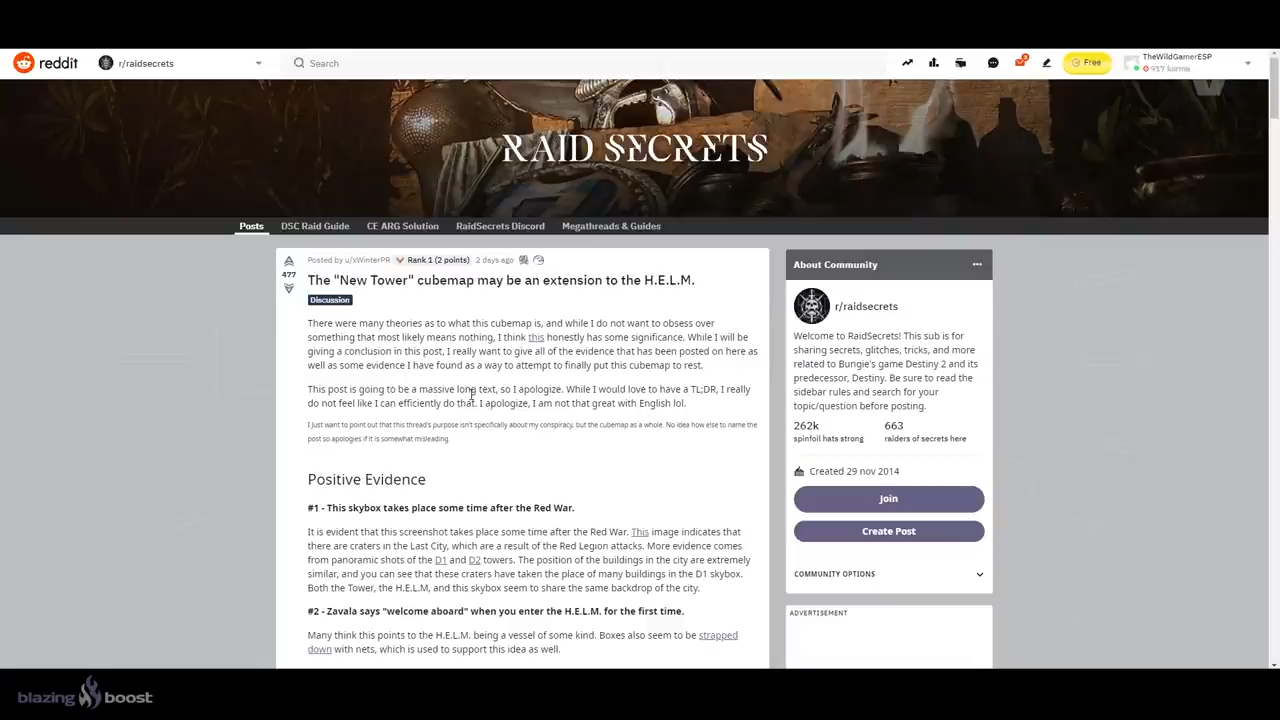 reddit
r/raidsecrets
Search
Free
TheWildGamerESP
917 karma
RAID SECRETS
Posts
DSC Raid Guide
CE ARG Solution
RaidSecrets Discord
Megathreads & Guides
477
Posted by u/xWinterPR
Rank 1 (2 points)
2 days ago
The "New Tower" cubemap may be an extension to the H.E.L.M.
Discussion
There were many theories as to what this cubemap is, and while I do not want to obsess over
something that most likely means nothing, I think this honestly has some significance. While I will be
giving a conclusion in this post, I really want to give all of the evidence that has been posted on here as
well as some evidence I have found as a way to attempt to finally put this cubemap to rest.
This post is going to be a massive long text, so I apologize. While I would love to have a TL;DR, I really
do not feel like I can efficiently do that. I apologize, I am not that great with English lol.
I just want to point out that this thread's purpose isn't specifically about my conspiracy, but the cubemap as a whole. No idea how else to name the
post so apologies if it is somewhat misleading.
Positive Evidence
#1 - This skybox takes place some time after the Red War.
It is evident that this screenshot takes place some time after the Red War. This image indicates that
there are craters in the Last City, which are a result of the Red Legion attacks. More evidence comes
from panoramic shots of the D1 and D2 towers. The position of the buildings in the city are extremely
similar, and you can see that these craters have taken the place of many buildings in the D1 skybox.
Both the Tower, the H.E.L.M, and this skybox seem to share the same backdrop of the city.
#2 - Zavala says "welcome aboard" when you enter the H.E.L.M. for the first time.
Many think this points to the H.E.L.M. being a vessel of some kind. Boxes also seem to be strapped
down with nets, which is used to support this idea as well.
About Community
r/raidsecrets
Welcome to RaidSecrets! This sub is for
sharing secrets, glitches, tricks, and more
related to Bungie's game Destiny 2 and its
predecessor, Destiny. Be sure to read the
sidebar rules and search for your
topic/question before posting.
262k
663
spinfoil hats strong
raiders of secrets here
Created 29 nov 2014
Join
Create Post
COMMUNITY OPTIONS
ADVERTISEMENT
blazing boost